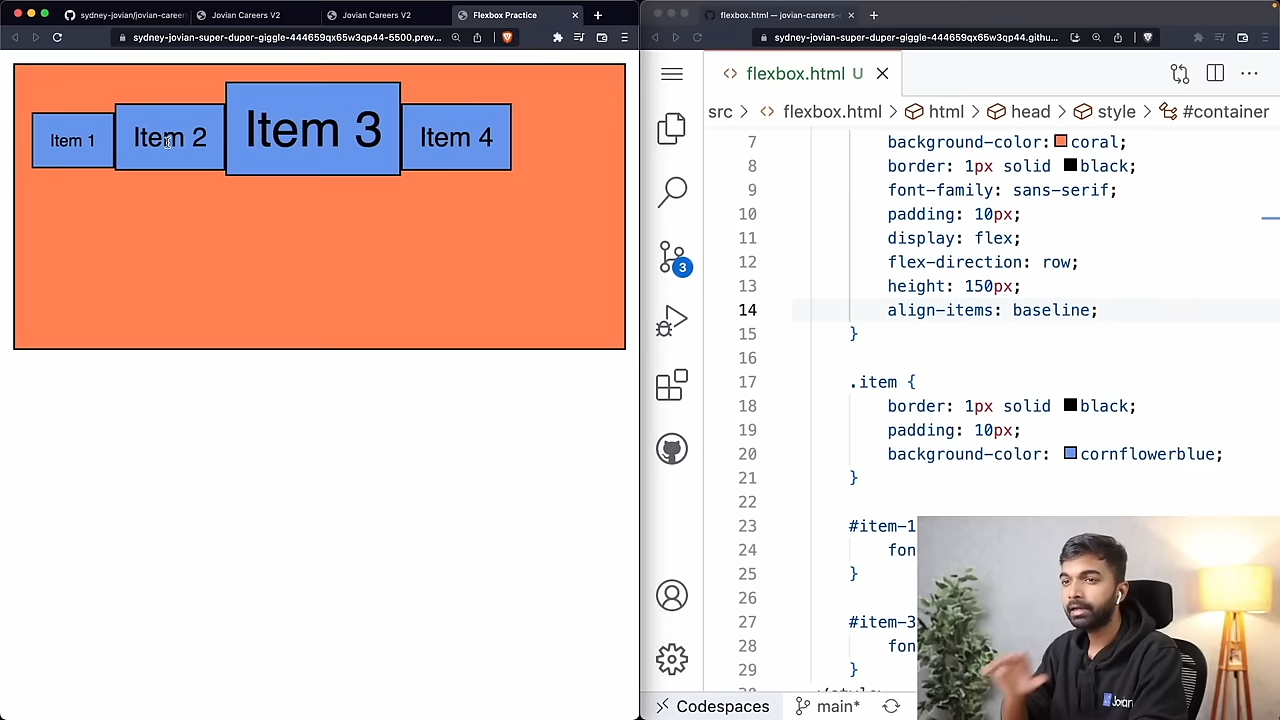 sydney-jovian/jovian-career
Jovian Careers V2
Jovian Careers V2
Flexbox Practice
sydney-jovian-super-duper-giggle-444659qx65w3qp44-5500.prev...
Item 1
Item 2
Item 3
Item 4
flexbox.html — jovian-careers-
sydney-jovian-super-duper-giggle-444659qx65w3qp44.githu...
flexbox.html U
src > flexbox.html > html > head > style > #container
7 background-color: coral;
8 border: 1px solid black;
9 font-family: sans-serif;
10 padding: 10px;
11 display: flex;
12 flex-direction: row;
13 height: 150px;
14 align-items: baseline;
15 }
16
17 .item {
18 border: 1px solid black;
19 padding: 10px;
20 background-color: cornflowerblue;
21 }
22
23 #item-1
24 fon
25 }
26
27 #item-3
28 fon
29 }
3
Codespaces
main*
Jovian